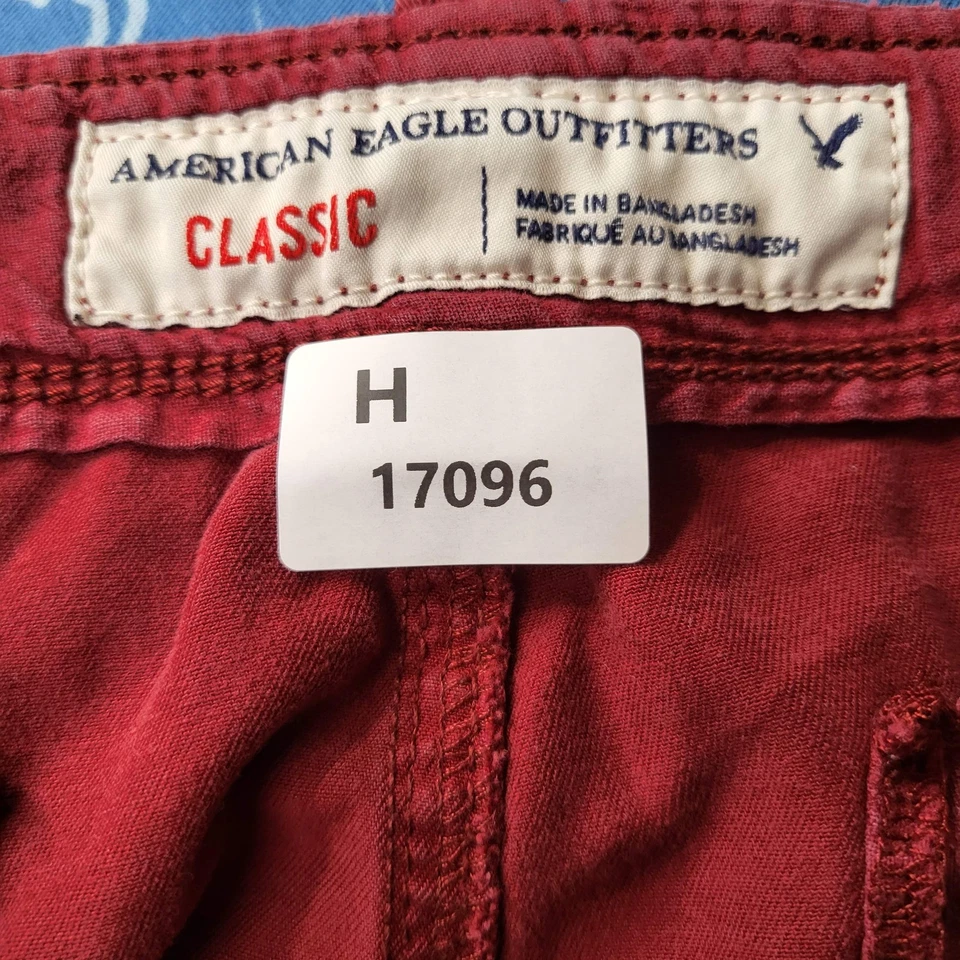 AMERICAN EAGLE OUTFITTERS
CLASSIC
MADE IN BANGLADESH
FABRIQUÉ AU BANGLADESH
H
17096